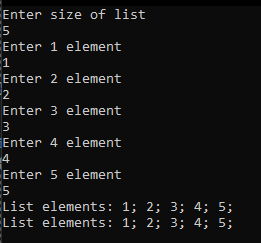 Enter size of list
5
Enter 1 element
1
Enter 2 element
2
Enter 3 element
3
Enter 4 element
4
Enter 5 element
5
List elements: 1; 2; 3; 4; 5;
List elements: 1; 2; 3; 4; 5;